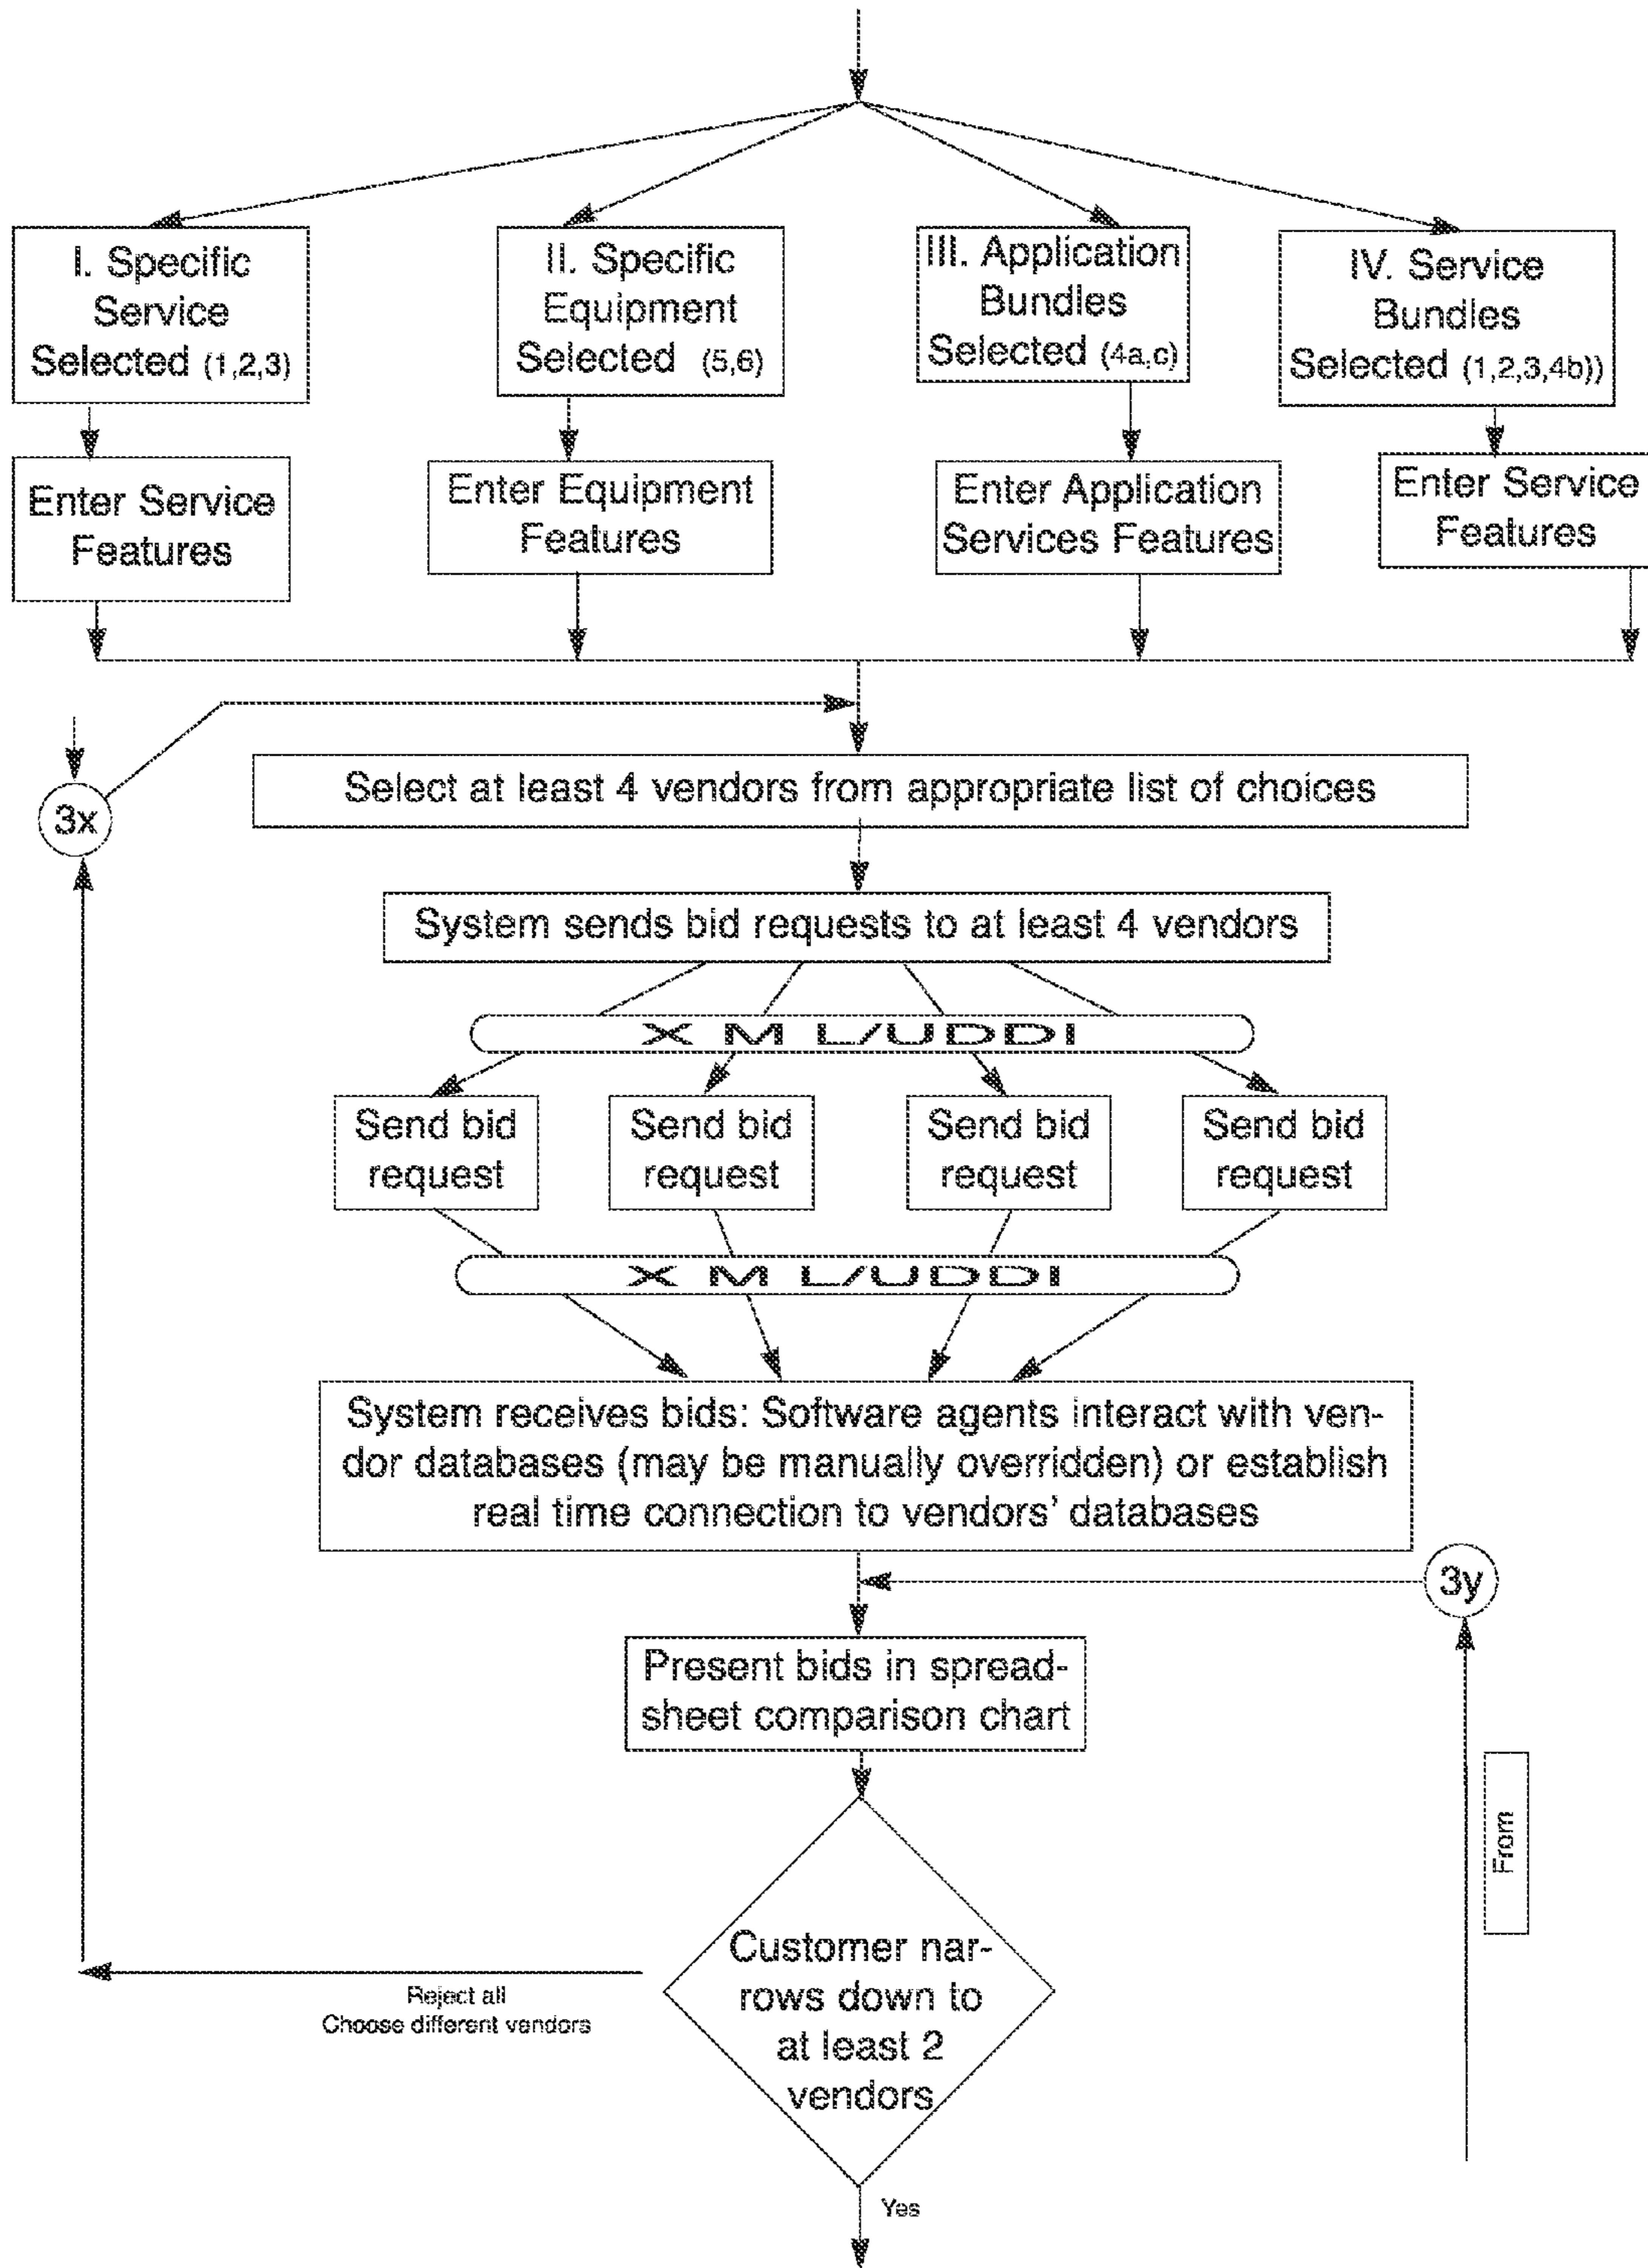 I. Specific
Service
Selected (1,2,3)
II. Specific
Equipment
Selected (5,6)
III. Application
Bundles
Selected (4a,c)
IV. Service
Bundles
Selected (1,2,3,4b))
Enter Service
Features
Enter Equipment
Features
Enter Application
Services Features
Enter Service
Features
3x
Select at least 4 vendors from appropriate list of choices
System sends bid requests to at least 4 vendors
X M L/UDDI
Send bid
request
Send bid
request
Send bid
request
Send bid
request
X M L/UDDI
System receives bids: Software agents interact with ven-
dor databases (may be manually overridden) or establish
real time connection to vendors' databases
3y
Present bids in spread-
sheet comparison chart
From
Customer nar-
rows down to
at least 2
vendors
Reject all
Choose different vendors
Yes